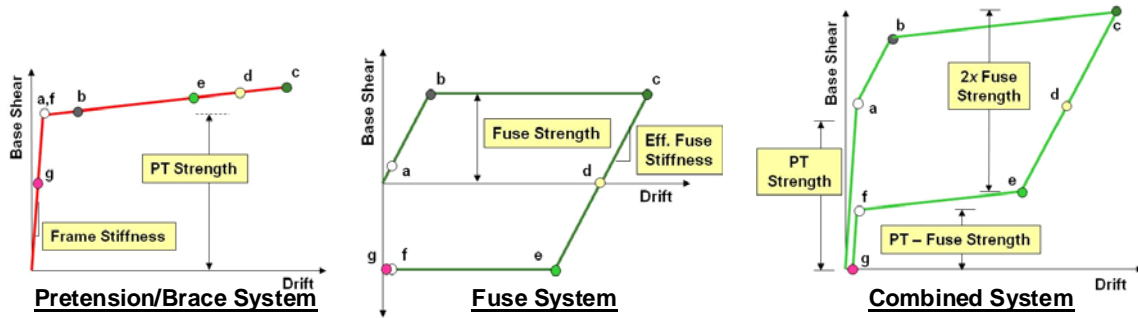 Base Shear
a,f
b
e
d
c
PT Strength
g
Frame Stiffness
Drift
Pretension/Brace System
Base Shear
b
c
Fuse Strength
Eff. Fuse
Stiffness
a
d
Drift
g
f
e
Fuse System
Base Shear
b
c
2x Fuse
Strength
a
d
PT
Strength
e
f
PT – Fuse Strength
g
Drift
Combined System